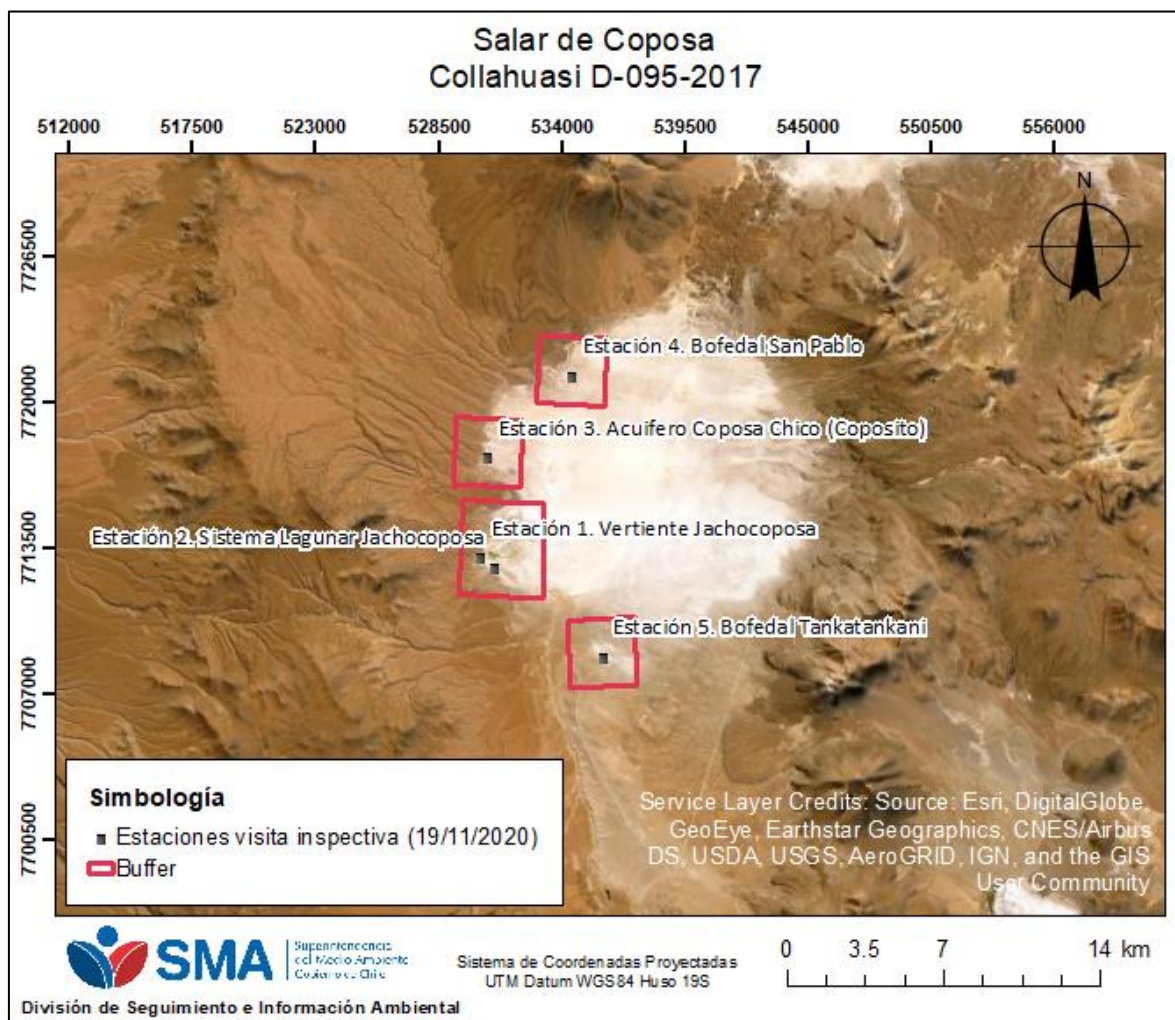 Salar de Coposa
Collahuasi D-095-2017
512000 517500 523000 528500 534000 539500 545000 550500 556000
7726500
7720000
7713500
7707000
7700500
N
Estación 4. Bofedal San Pablo
Estación 3. Acuifero Coposa Chico (Coposito)
Estación 1. Vertiente Jachocoposa
Estación 2. Sistema Lagunar Jachocoposa
Estación 5. Bofedal Tankatankani
Simbología
Estaciones visita inspectiva (19/11/2020)
Buffer
Service Layer Credits: Source: Esri, DigitalGlobe,
GeoEye, Earthstar Geographics, CNES/Airbus
DS, USDA, USGS, AeroGRID, IGN, and the GIS
User Community
SMA
Superintendencia
del Medio Ambiente
Gobierno de Chile
División de Seguimiento e Información Ambiental
Sistema de Coordenadas Proyectadas
UTM Datum WGS84 Huso 19S
0 3.5 7 14 km